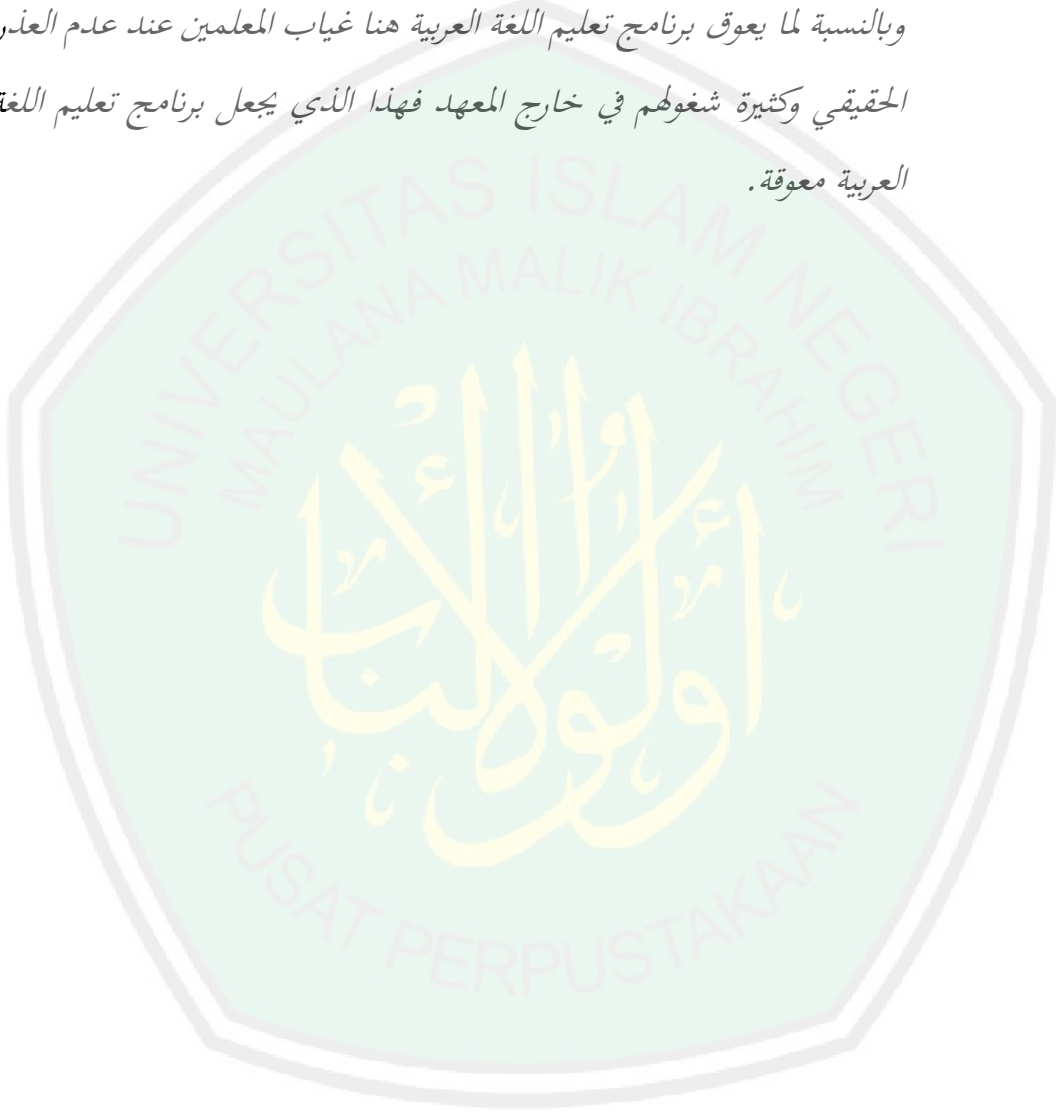 وبالنسبة لما يعوق برنامج تعليم اللغة العربية هنا غياب المعلمين عند عدم العذر
الحقيقي وكثيرة شغولهم في خارج المعهد فهذا الذي يجعل برنامج تعليم اللغة
العربية معوقة.
UNIVERSITAS ISLAM NEGERI
MAULANA MALIK IBRAHIM
أولوا الألباب
PUSAT PERPUSTAKAAN